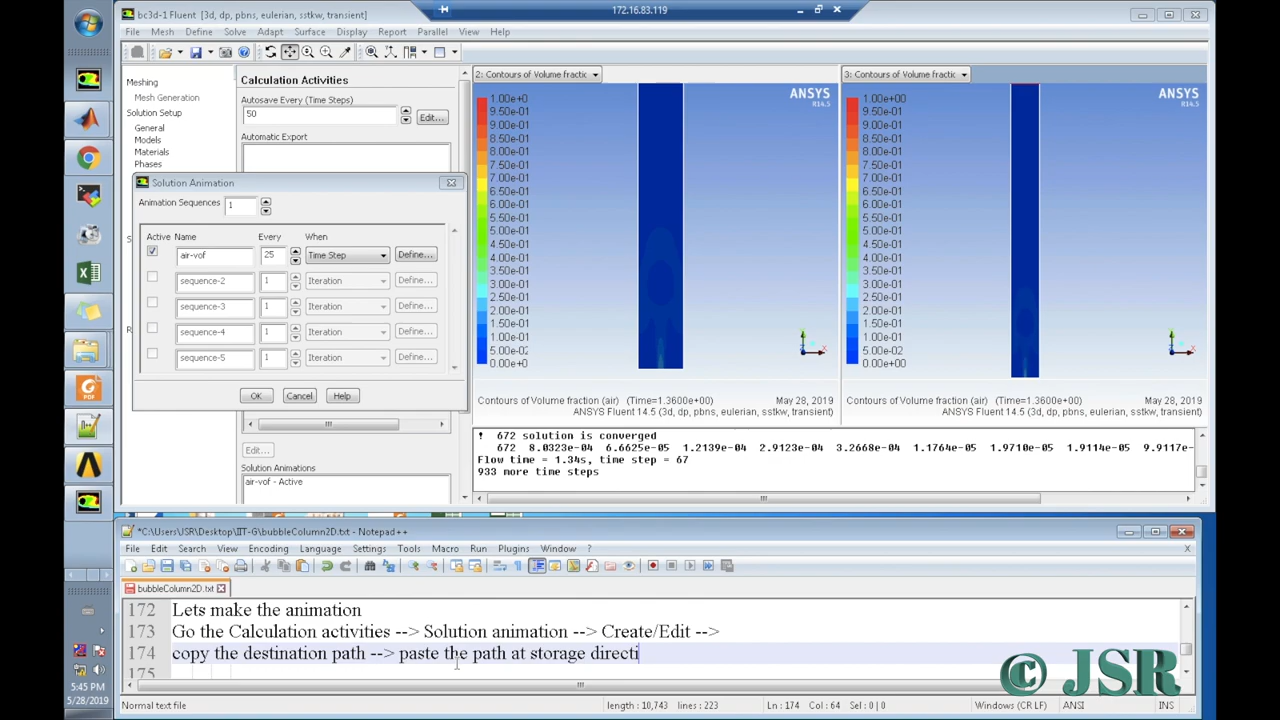 bc3d-1 Fluent [3d, dp, pbns, eulerian, sstkw, transient]
172.16.83.119
File Mesh Define Solve Adapt Surface Display Report Parallel View Help
Meshing
Mesh Generation
Solution Setup
General
Models
Materials
Phases
Calculation Activities
Autosave Every (Time Steps)
50
Edit...
Automatic Export
Solution Animation
Animation Sequences 1
Active Name Every When
air-vof 25 Time Step Define...
sequence-2 1 Iteration Define...
sequence-3 1 Iteration Define...
sequence-4 1 Iteration Define...
sequence-5 1 Iteration Define...
OK Cancel Help
Edit...
Solution Animations
air-vof - Active
2: Contours of Volume fractic
1.00e+0
9.50e-01
9.00e-01
8.50e-01
8.00e-01
7.50e-01
7.00e-01
6.50e-01
6.00e-01
5.50e-01
5.00e-01
4.50e-01
4.00e-01
3.50e-01
3.00e-01
2.50e-01
2.00e-01
1.50e-01
1.00e-01
5.00e-02
0.00e+0
ANSYS
R14.5
Contours of Volume fraction (air) (Time=1.3600e+00)
May 28, 2019
ANSYS Fluent 14.5 (3d, dp, pbns, eulerian, sstkw, transient)
3: Contours of Volume fractic
1.00e+00
9.50e-01
9.00e-01
8.50e-01
8.00e-01
7.50e-01
7.00e-01
6.50e-01
6.00e-01
5.50e-01
5.00e-01
4.50e-01
4.00e-01
3.50e-01
3.00e-01
2.50e-01
2.00e-01
1.50e-01
1.00e-01
5.00e-02
0.00e+00
ANSYS
R14.5
Contours of Volume fraction (air) (Time=1.3600e+00)
May 28, 2019
ANSYS Fluent 14.5 (3d, dp, pbns, eulerian, sstkw, transient)
! 672 solution is converged
672 8.0323e-04 6.6625e-05 1.2139e-04 2.9123e-04 3.2668e-04 1.1764e-05 1.9710e-05 1.9114e-05 9.9117e-
Flow time = 1.34s, time step = 67
933 more time steps
*C:\Users\JSR\Desktop\IIT-G\bubbleColumn2D.txt - Notepad++
File Edit Search View Encoding Language Settings Tools Macro Run Plugins Window ?
X
bubbleColumn2D.txt
172 Lets make the animation
173 Go the Calculation activities --> Solution animation --> Create/Edit -->
174 copy the destination path --> paste the path at storage directi
175
Normal text file length : 10,743 lines : 223 Ln : 174 Col : 64 Sel : 0 | 0 Windows (CR LF) ANSI INS
5:45 PM
5/28/2019
© JSR